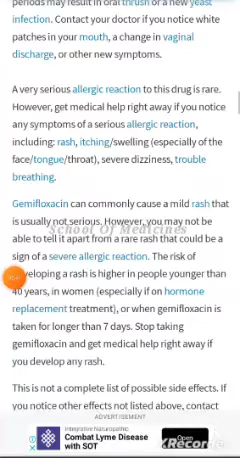 periods may result in oral thrush or a new yeast
infection. Contact your doctor if you notice white
patches in your mouth, a change in vaginal
discharge, or other new symptoms.
A very serious allergic reaction to this drug is rare.
However, get medical help right away if you notice
any symptoms of a serious allergic reaction,
including: rash, itching/swelling (especially of the
face/tongue/throat), severe dizziness, trouble
breathing.
Gemifloxacin can commonly cause a mild rash that
is usually not serious. However, you may not be
School Of Medicines
able to tell it apart from a rare rash that could be a
sign of a severe allergic reaction. The risk of
veloping a rash is higher in people younger than
40 years, in women (especially if on hormone
replacement treatment), or when gemifloxacin is
taken for longer than 7 days. Stop taking
gemifloxacin and get medical help right away if
you develop any rash.
This is not a complete list of possible side effects. If
you notice other effects not listed above, contact
ADVERTISEMENT
Integrative Naturopathic
Combat Lyme Disease
with SOT
Open
XRecorder